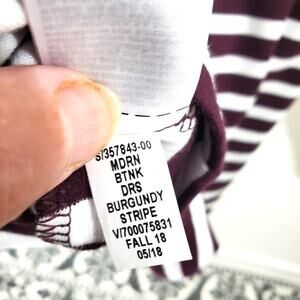 S/357843-00
MDRN
BTNK
DRS
BURGUNDY
STRIPE
V/700075831
FALL 18
05/18